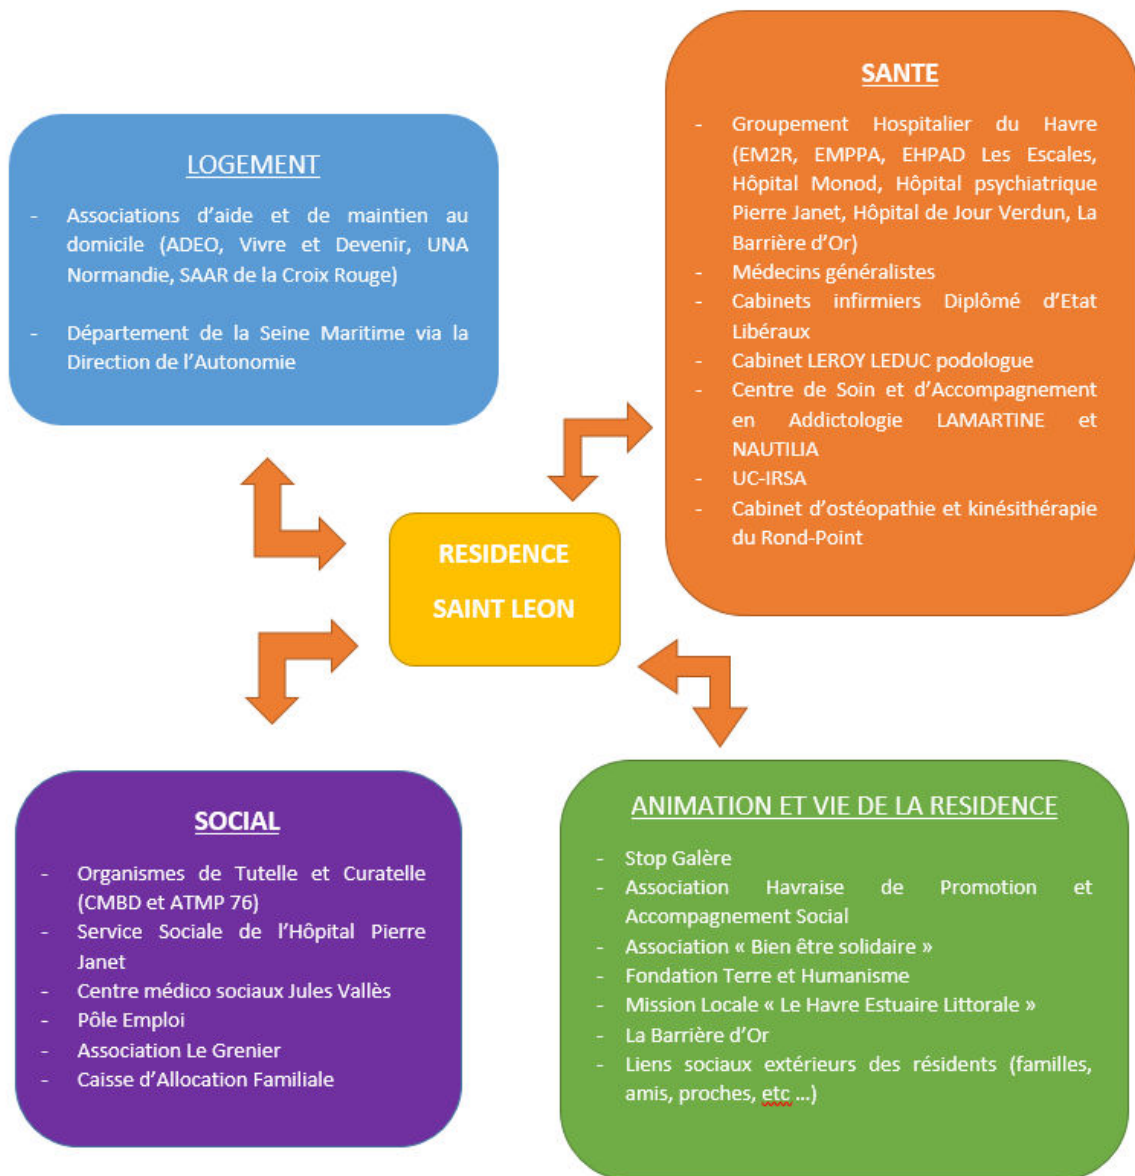 LOGEMENT
- Associations d'aide et de maintien au
domicile (ADEO, Vivre et Devenir, UNA
Normandie, SAAR de la Croix Rouge)
- Département de la Seine Maritime via la
Direction de l'Autonomie
SANTE
- Groupement Hospitalier du Havre
(EM2R, EMPPA, EHPAD Les Escales,
Hôpital Monod, Hôpital psychiatrique
Pierre Janet, Hôpital de Jour Verdun, La
Barrière d'Or)
- Médecins généralistes
- Cabinets infirmiers Diplômé d'Etat
Libéraux
- Cabinet LEROY LEDUC podologue
- Centre de Soin et d'Accompagnement
en Addictologie LAMARTINE et
NAUTILIA
- UC-IRSA
- Cabinet d'ostéopathie et kinésithérapie
du Rond-Point
RESIDENCE
SAINT LEON
SOCIAL
- Organismes de Tutelle et Curatelle
(CMBD et ATMP 76)
- Service Sociale de l'Hôpital Pierre
Janet
- Centre médico sociaux Jules Vallès
- Pôle Emploi
- Association Le Grenier
- Caisse d'Allocation Familiale
ANIMATION ET VIE DE LA RESIDENCE
- Stop Galère
- Association Havraise de Promotion et
Accompagnement Social
- Association « Bien être solidaire »
- Fondation Terre et Humanisme
- Mission Locale « Le Havre Estuaire Littorale »
- La Barrière d'Or
- Liens sociaux extérieurs des résidents (familles,
amis, proches, etc …)